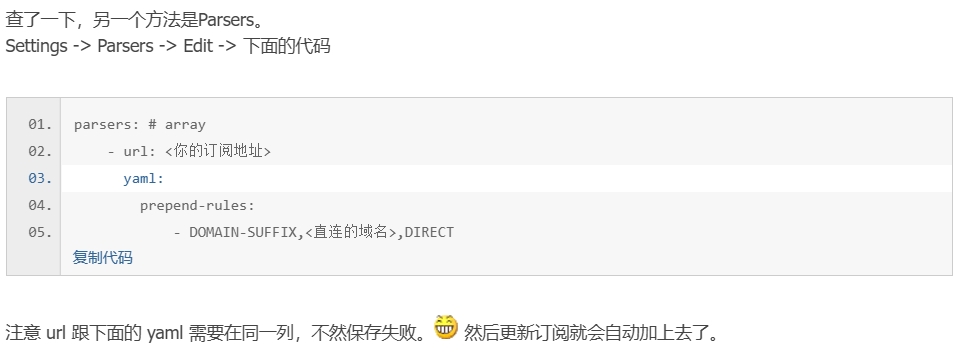 查了一下，另一个方法是Parsers。
Settings -> Parsers -> Edit -> 下面的代码
01. parsers: # array
02. - url: <你的订阅地址>
03. yaml:
04. prepend-rules:
05. - DOMAIN-SUFFIX,<直连的域名>,DIRECT
复制代码
注意 url 跟下面的 yaml 需要在同一列，不然保存失败。 然后更新订阅就会自动加上去了。